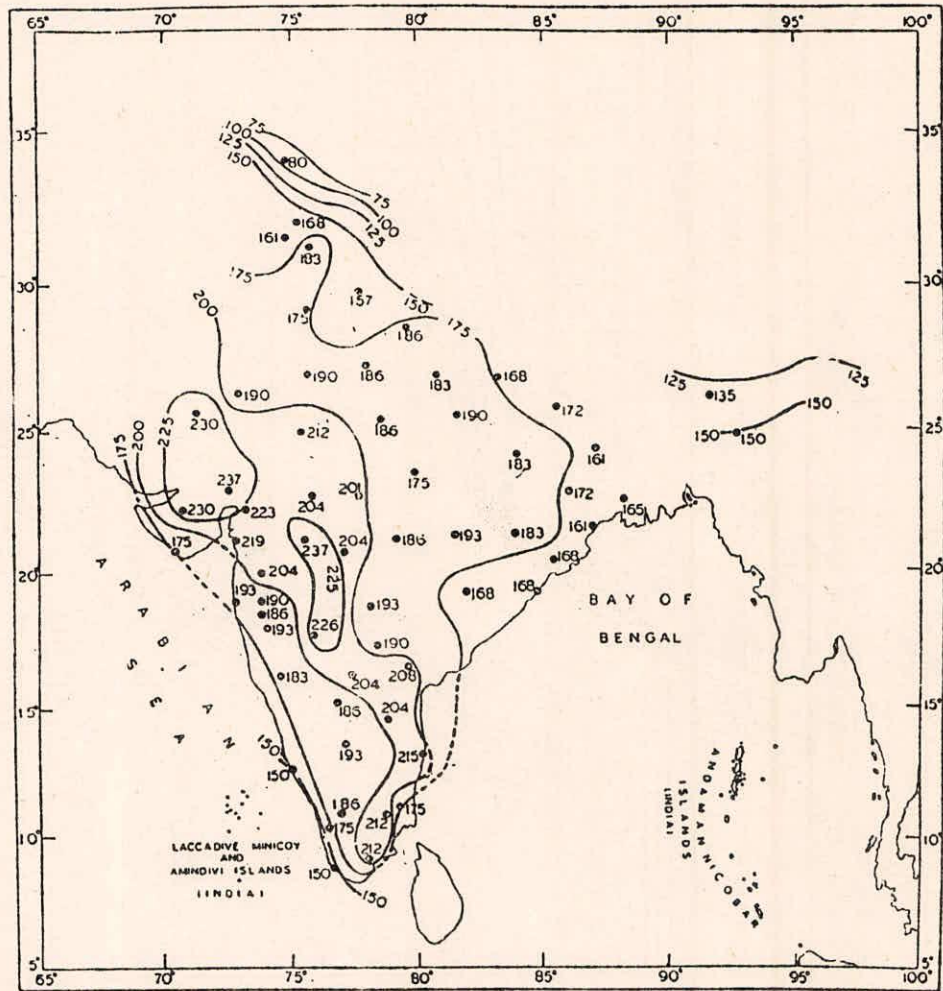 65° 70° 75° 80° 85° 90° 95° 100°
75
100
35° 125 35°
150
80
75
100
125
168
161
183
175
30° 200 157 150 30°
175 175
186
190 186 183 168 125 125
190 135
230 225 190 172 150
25° 175 200 212 186 150 150 25°
183 161
237 201 175
204 172
230 223 165
219 237 204 186 193 183 161
175
20° 204 225 168 20°
193 190 193 168 168
186 BAY OF
193 226 BENGAL
190
183 204 208
15° 185 204 15°
ARABIAN
SEA
193 215
150
150
186 175
10° 175 212 10°
212
LACCADIVE MINICOY
AND
AMINDIVI ISLANDS
(INDIA)
150
150
ANDAMANNICOBAR
ISLANDS
(INDIA)
5° 5°
65° 70° 75° 80° 85° 90° 95° 100°